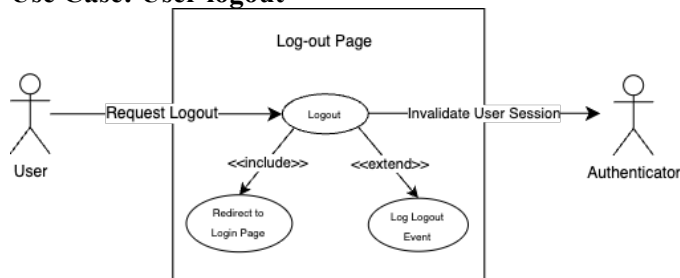 Use Case: User logout
Log-out Page
Request Logout
Logout
Invalidate User Session
User
Authenticator
<<include>>
<<extend>>
Redirect to
Login Page
Log Logout
Event